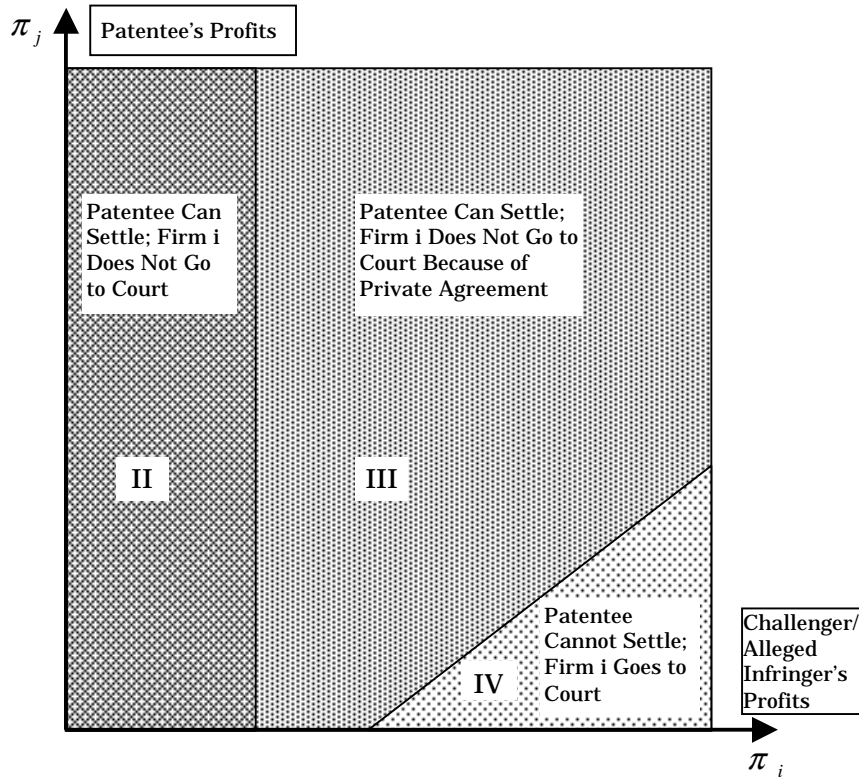 π j
Patentee's Profits
Patentee Can
Settle; Firm i
Does Not Go
to Court
Patentee Can Settle;
Firm i Does Not Go to
Court Because of
Private Agreement
II
III
IV
Patentee
Cannot Settle;
Firm i Goes to
Court
Challenger/
Alleged
Infringer's
Profits
π i